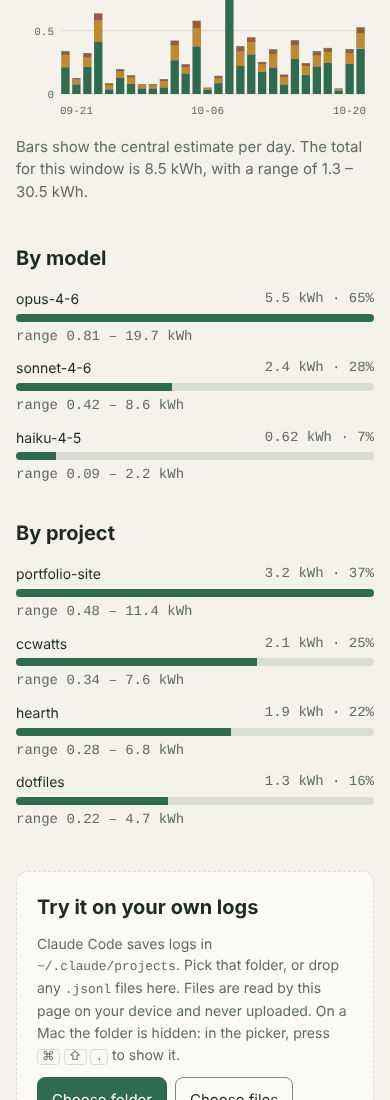 0.5
0
09-21 10-06 10-20
Bars show the central estimate per day. The total
for this window is 8.5 kWh, with a range of 1.3 –
30.5 kWh.
By model
opus-4-6 5.5 kWh · 65%
range 0.81 – 19.7 kWh
sonnet-4-6 2.4 kWh · 28%
range 0.42 – 8.6 kWh
haiku-4-5 0.62 kWh · 7%
range 0.09 – 2.2 kWh
By project
portfolio-site 3.2 kWh · 37%
range 0.48 – 11.4 kWh
ccwatts 2.1 kWh · 25%
range 0.34 – 7.6 kWh
hearth 1.9 kWh · 22%
range 0.28 – 6.8 kWh
dotfiles 1.3 kWh · 16%
range 0.22 – 4.7 kWh
Try it on your own logs
Claude Code saves logs in
~/.claude/projects. Pick that folder, or drop
any .jsonl files here. Files are read by this
page on your device and never uploaded. On a
Mac the folder is hidden: in the picker, press
⌘ ⇧ . to show it.
Choose folder Choose files